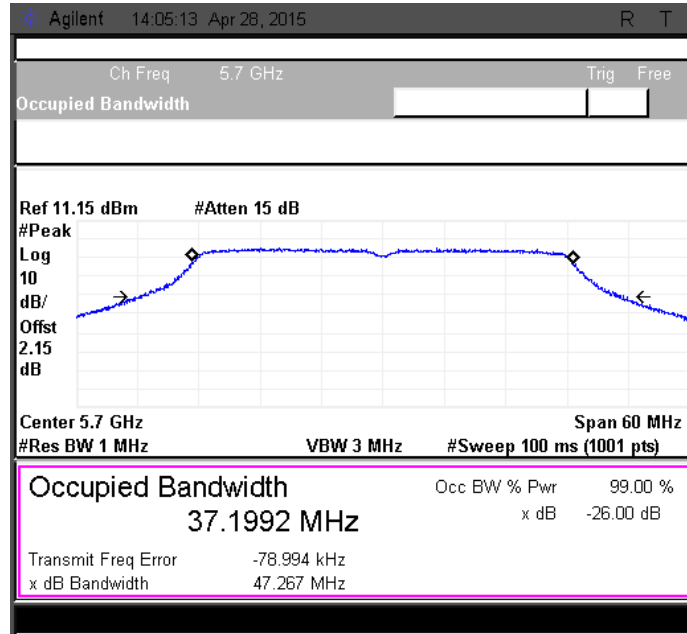 Agilent 14:05:13 Apr 28, 2015 R T
Ch Freq 5.7 GHz Trig Free
Occupied Bandwidth
Ref 11.15 dBm #Atten 15 dB
#Peak
Log
10
dB/
Offst
2.15
dB
Center 5.7 GHz Span 60 MHz
#Res BW 1 MHz VBW 3 MHz #Sweep 100 ms (1001 pts)
Occupied Bandwidth Occ BW % Pwr 99.00 %
37.1992 MHz x dB -26.00 dB
Transmit Freq Error -78.994 kHz
x dB Bandwidth 47.267 MHz